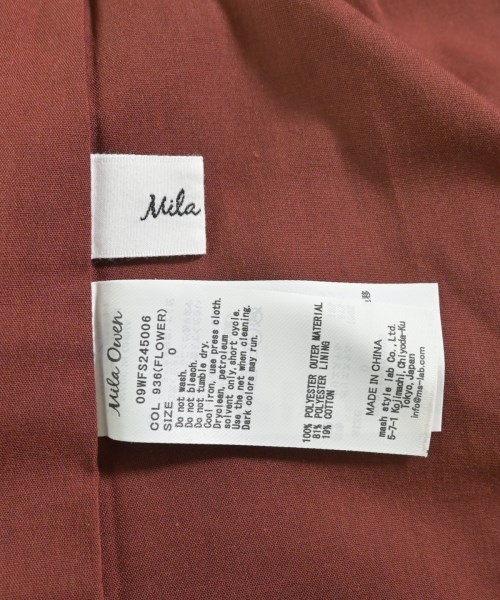 Mila
Mila Owen
09WFS245006
COL 936(FLOWER)
SIZE 0
Do not wash.
Do not bleach.
Do not tumble dry.
Cool iron, use press cloth.
Dryclean, petroleum
solvent only, short cycle.
Use the net when cleaning.
Dark colors may run.
100% POLYESTER OUTER MATERIAL
81% POLYESTER LINING
19% COTTON
MADE IN CHINA
mash style lab Co.,Ltd.
5-7-1 Kojimachi, Chiyoda-Ku
Tokyo, Japan
info@ma-lab.com